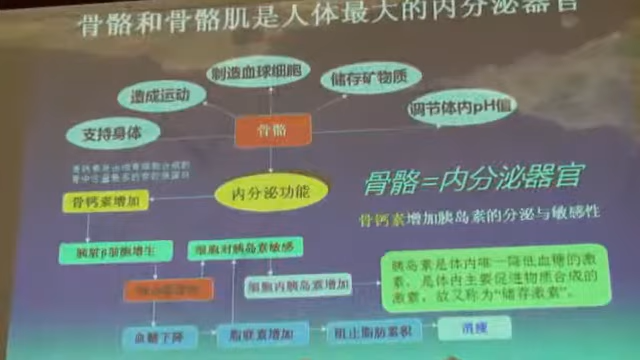 骨骼和骨骼肌是人体最大的内分泌器官
制造血球细胞
造成运动
储存矿物质
支持身体
调节体内pH值
骨骼
骨钙素增加
内分泌功能
骨骼=内分泌器官
骨钙素增加胰岛素的分泌与敏感性
胰脏β细胞增生
细胞对胰岛素敏感
细胞内胰岛素增加
胰岛素是体内唯一降低血糖的激
素，是体内主要促进物质合成的
激素，故又称为“储存激素”。
血糖下降
脂联素增加
阻止脂肪累积
消瘦